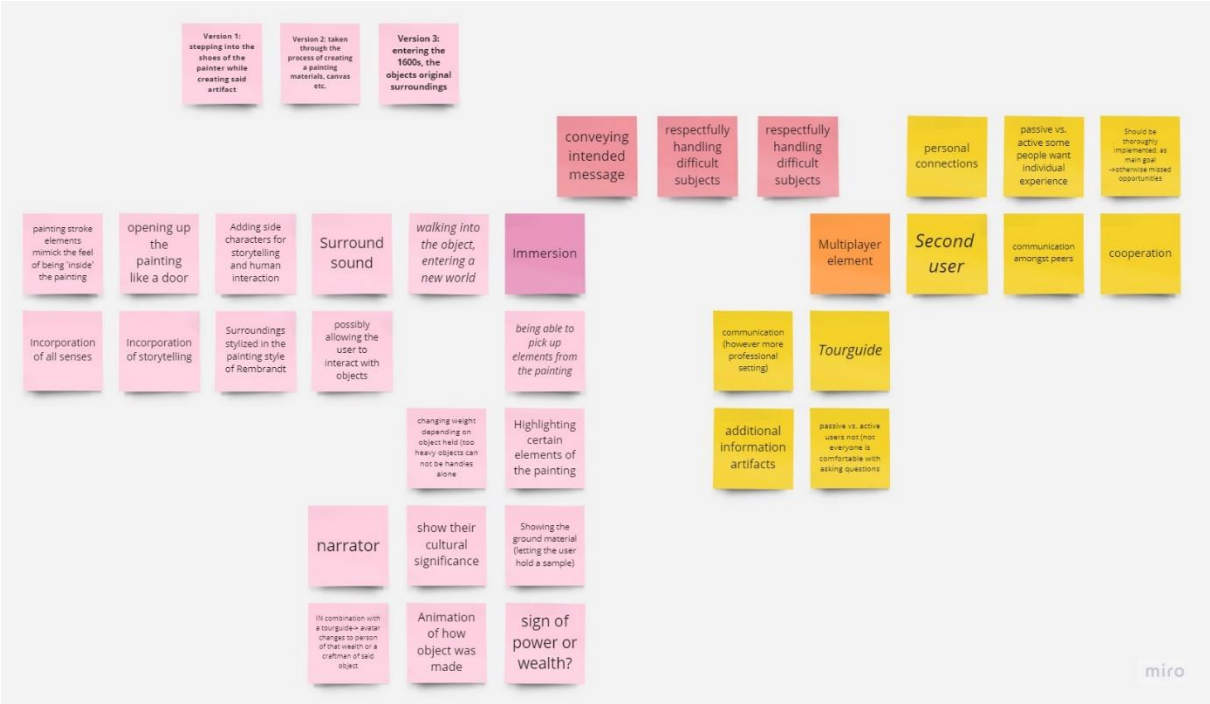 Version 1:
stepping into the
shoes of the
painter while
creating said
artifact
Version 2: taken
through the
process of creating
a painting
materials, canvas
etc.
Version 3:
entering the
1600s, the
objects original
surroundings
conveying
intended
message
respectfully
handling
difficult
subjects
respectfully
handling
difficult
subjects
personal
connections
passive vs.
active some
people want
individual
experience
Should be
thoroughly
implemented, as
main goal
->otherwise missed
opportunities
painting stroke
elements
mimick the feel
of being 'inside'
the painting
opening up
the
painting
like a door
Adding side
characters for
storytelling
and human
interaction
Surround
sound
walking into
the object,
entering a
new world
Immersion
Multiplayer
element
Second
user
communication
amongst peers
cooperation
Incorporation
of all senses
Incorporation
of storytelling
Surroundings
stylized in the
painting style
of Rembrandt
possibly
allowing the
user to
interact with
objects
being able to
pick up
elements from
the painting
communication
(however more
professional
setting)
Tourguide
changing weight
depending on
object held (too
heavy objects can
not be handles
alone
Highlighting
certain
elements of
the painting
additional
information
artifacts
passive vs. active
users not (not
everyone is
comfortable with
asking questions
narrator
show their
cultural
significance
Showing the
ground material
(letting the user
hold a sample)
IN combination with
a tourguide-> avatar
changes to person
of that wealth or a
craftman of said
object
Animation
of how
object was
made
sign of
power or
wealth?
miro